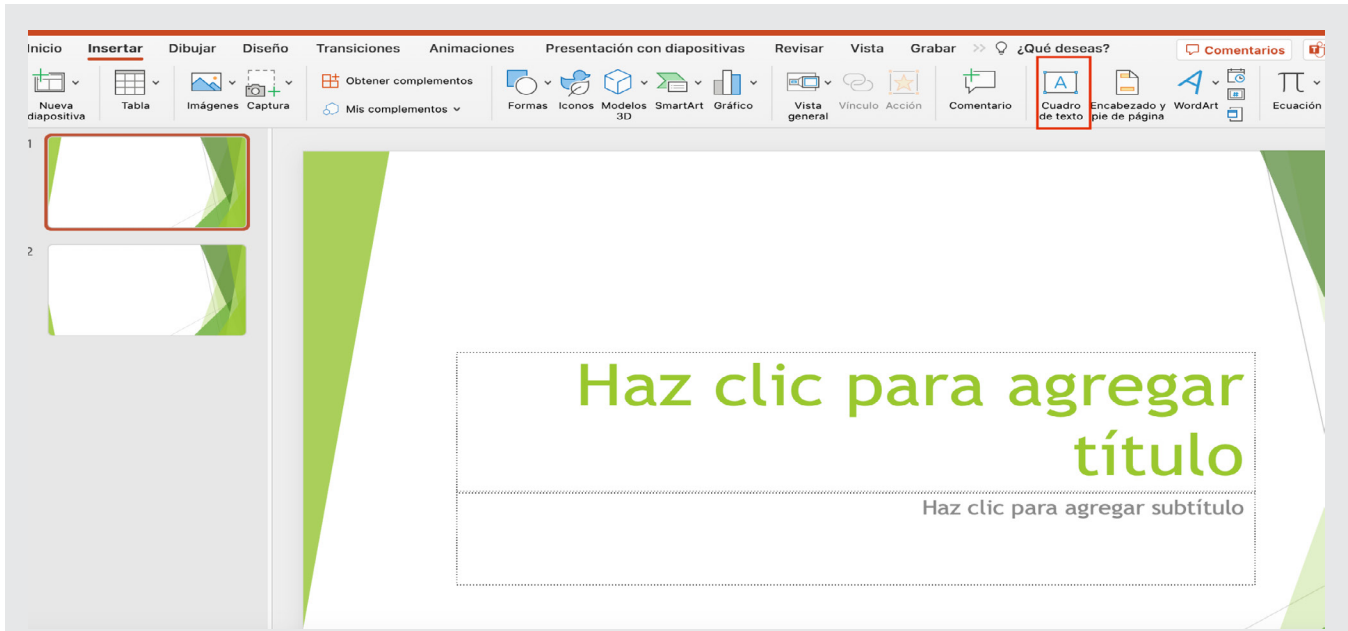 Inicio Insertar Dibujar Diseño Transiciones Animaciones Presentación con diapositivas Revisar Vista Grabar >> ¿Qué deseas? Comentarios
Nueva diapositiva
Tabla
Imágenes
Captura
Obtener complementos
Mis complementos
Formas
Iconos
Modelos 3D
SmartArt
Gráfico
Vista general
Vínculo
Acción
Comentario
A
Cuadro de texto
Encabezado y pie de página
WordArt
Ecuación
1
2
Haz clic para agregar
título
Haz clic para agregar subtítulo